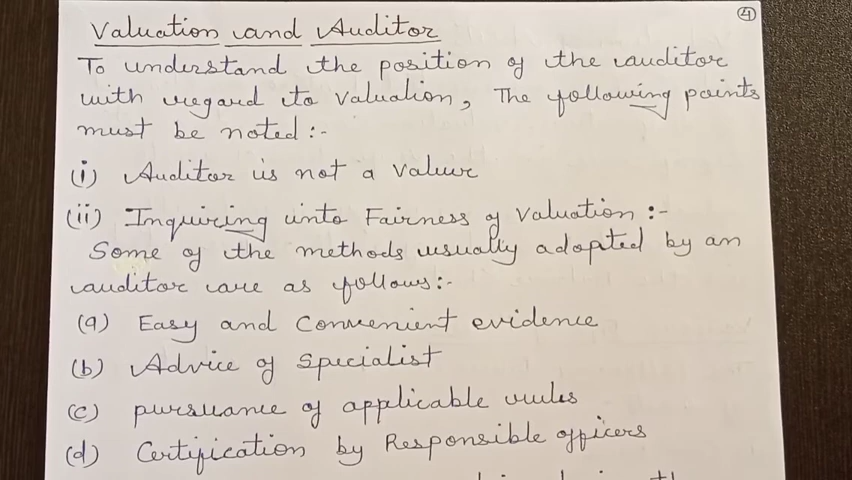 ④
Valuation and Auditor
To understand the position of the auditor
with regard to valuation, The following points
must be noted :-
(i) Auditor is not a valuer
(ii) Inquiring into Fairness of Valuation :-
Some of the methods usually adopted by an
auditor are as follows :-
(a) Easy and Convenient evidence
(b) Advice of Specialist
(c) pursuance of applicable rules
(d) Certification by Responsible officers